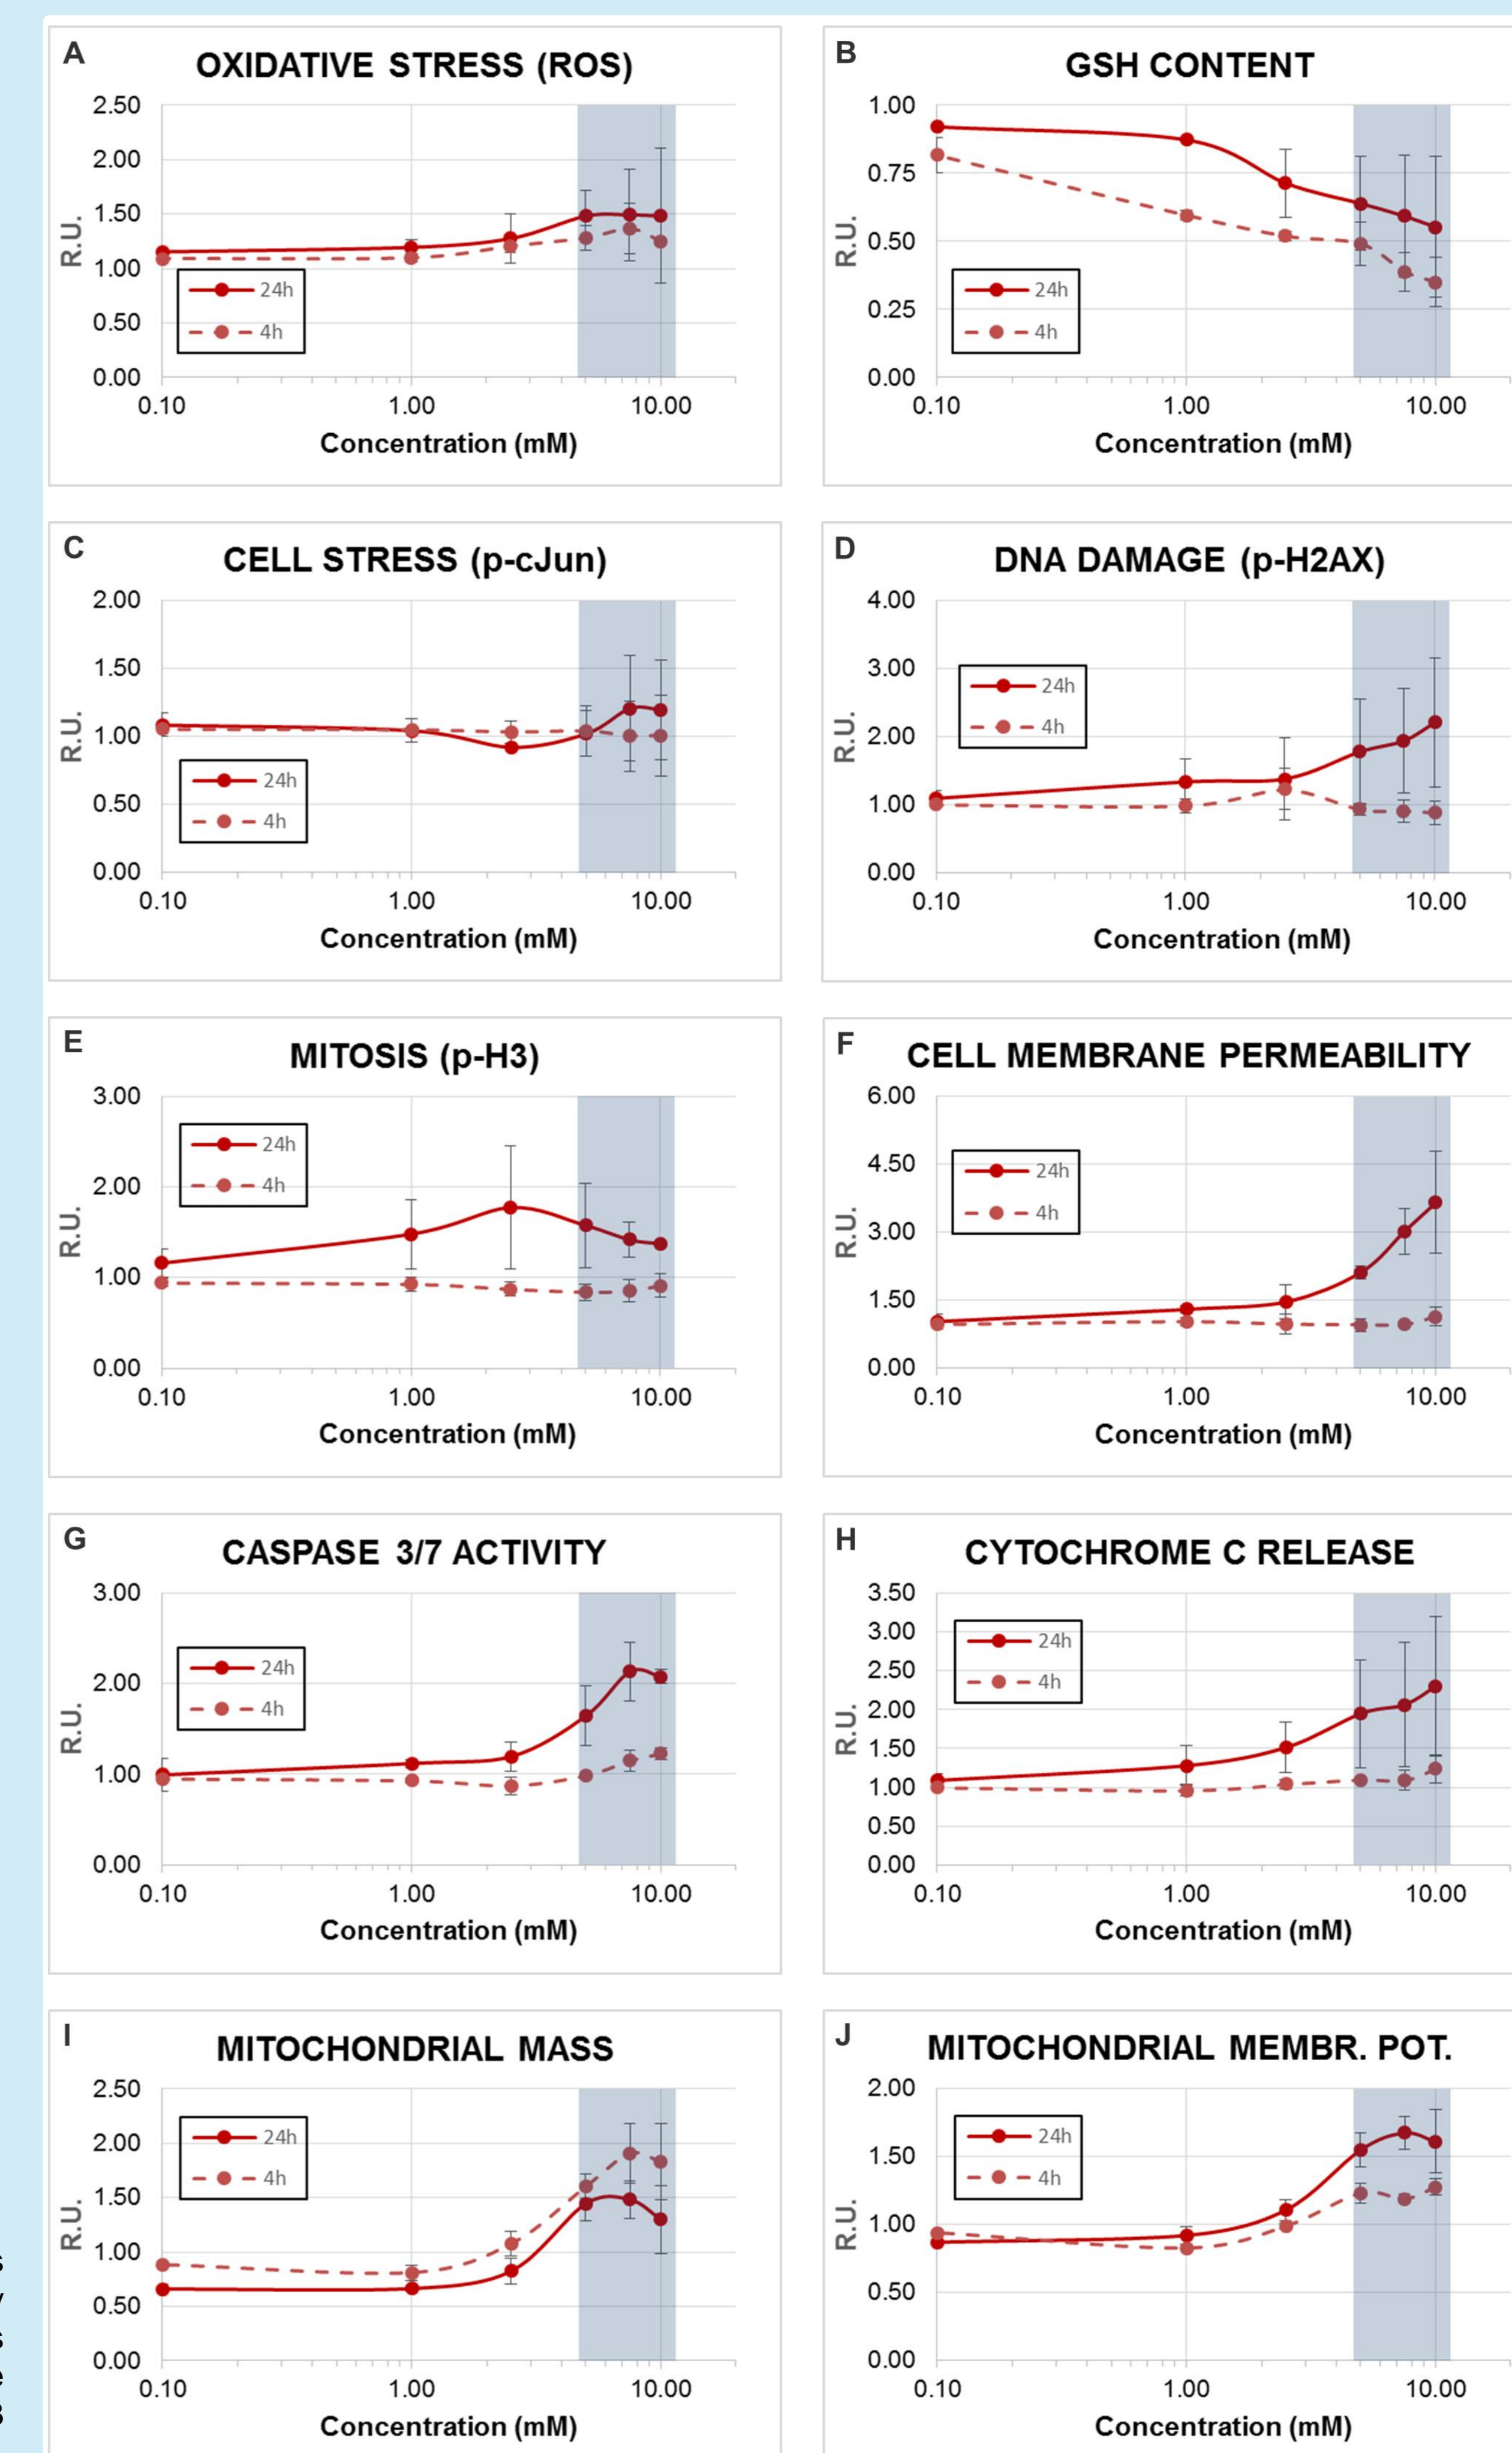 A
OXIDATIVE STRESS (ROS)
2.50
2.00
1.50
1.00
0.50
0.00
R.U.
24h
4h
0.10 1.00 10.00
Concentration (mM)
B
GSH CONTENT
1.00
0.75
0.50
0.25
0.00
R.U.
24h
4h
0.10 1.00 10.00
Concentration (mM)
C
CELL STRESS (p-cJun)
2.00
1.50
1.00
0.50
0.00
R.U.
24h
4h
0.10 1.00 10.00
Concentration (mM)
D
DNA DAMAGE (p-H2AX)
4.00
3.00
2.00
1.00
0.00
R.U.
24h
4h
0.10 1.00 10.00
Concentration (mM)
E
MITOSIS (p-H3)
3.00
2.00
1.00
0.00
R.U.
24h
4h
0.10 1.00 10.00
Concentration (mM)
F
CELL MEMBRANE PERMEABILITY
6.00
4.50
3.00
1.50
0.00
R.U.
24h
4h
0.10 1.00 10.00
Concentration (mM)
G
CASPASE 3/7 ACTIVITY
3.00
2.00
1.00
0.00
R.U.
24h
4h
0.10 1.00 10.00
Concentration (mM)
H
CYTOCHROME C RELEASE
3.50
3.00
2.50
2.00
1.50
1.00
0.50
0.00
R.U.
24h
4h
0.10 1.00 10.00
Concentration (mM)
I
MITOCHONDRIAL MASS
2.50
2.00
1.50
1.00
0.50
0.00
R.U.
24h
4h
0.10 1.00 10.00
Concentration (mM)
J
MITOCHONDRIAL MEMBR. POT.
2.00
1.50
1.00
0.50
0.00
R.U.
24h
4h
0.10 1.00 10.00
Concentration (mM)